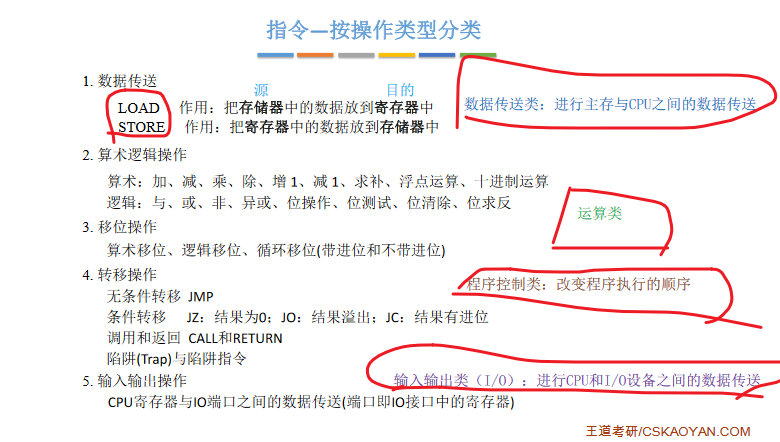 指令—按操作类型分类
1. 数据传送
源 目的
LOAD 作用：把存储器中的数据放到寄存器中
STORE 作用：把寄存器中的数据放到存储器中
数据传送类：进行主存与CPU之间的数据传送
2. 算术逻辑操作
算术：加、减、乘、除、增 1、减 1、求补、浮点运算、十进制运算
逻辑：与、或、非、异或、位操作、位测试、位清除、位求反
运算类
3. 移位操作
算术移位、逻辑移位、循环移位(带进位和不带进位)
4. 转移操作
程序控制类：改变程序执行的顺序
无条件转移 JMP
条件转移 JZ：结果为0；JO：结果溢出；JC：结果有进位
调用和返回 CALL和RETURN
陷阱(Trap)与陷阱指令
5. 输入输出操作
输入输出类（I/O）：进行CPU和I/O设备之间的数据传送
CPU寄存器与IO端口之间的数据传送(端口即IO接口中的寄存器)
王道考研/CSKAOYAN.COM